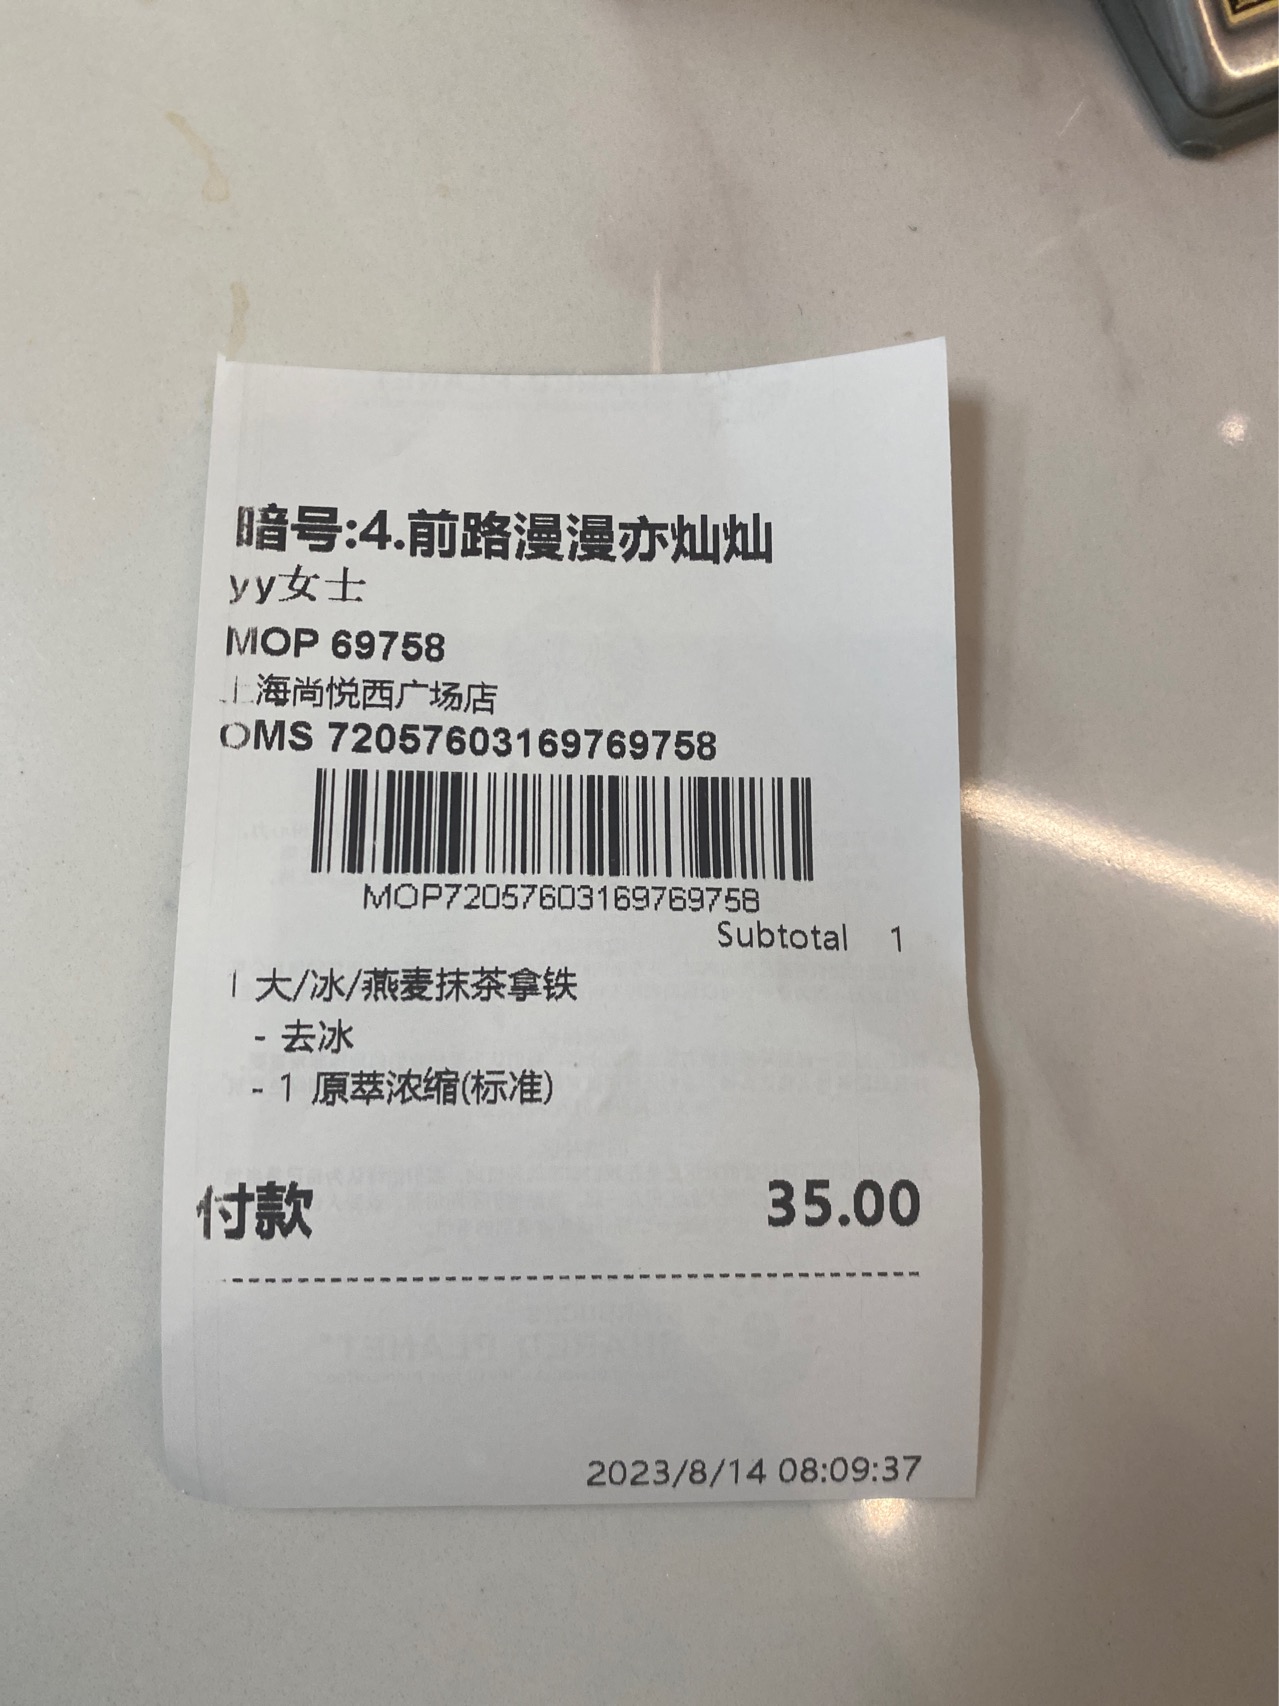 暗号:4.前路漫漫亦灿灿
yy女士
MOP 69758
上海尚悦西广场店
OMS 72057603169769758
MOP72057603169769758
Subtotal 1
1 大/冰/燕麦抹茶拿铁
- 去冰
- 1 原萃浓缩(标准)
付款 35.00
2023/8/14 08:09:37